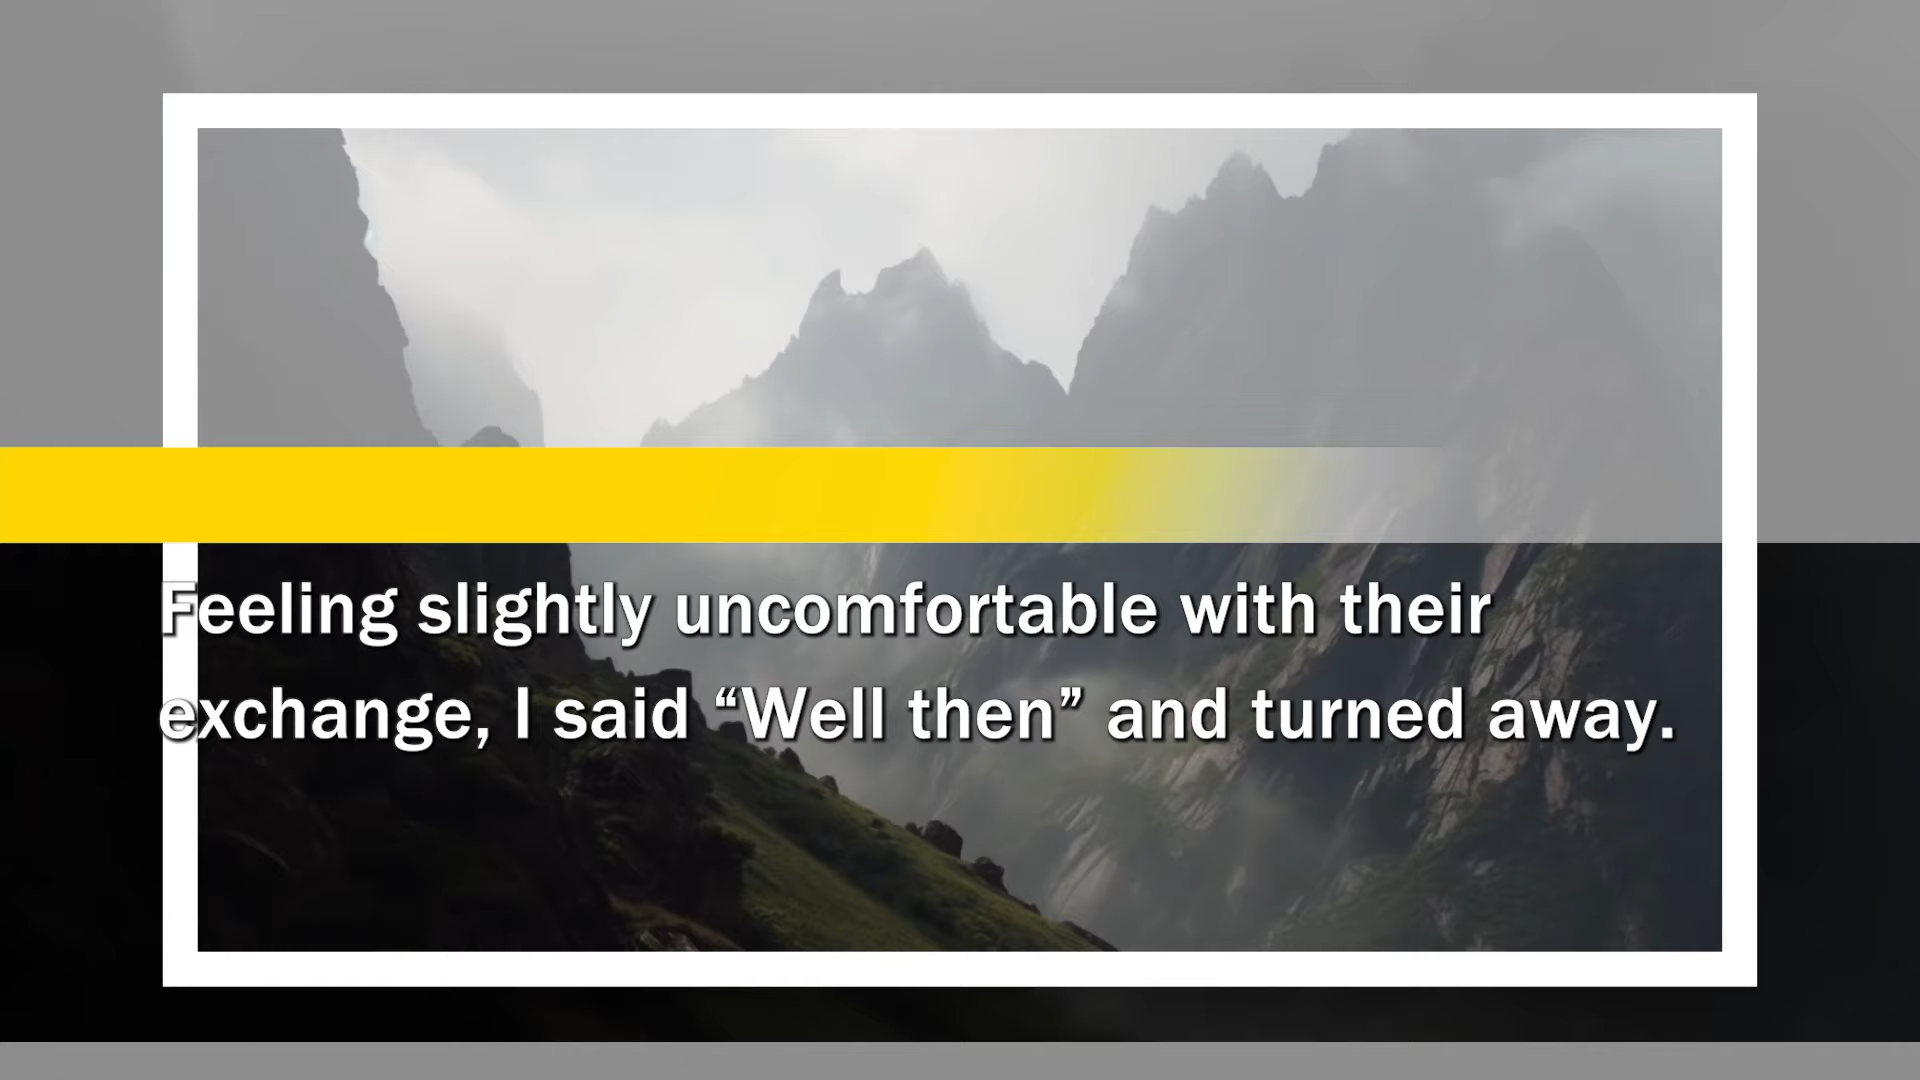 Feeling slightly uncomfortable with their
exchange, I said “Well then” and turned away.